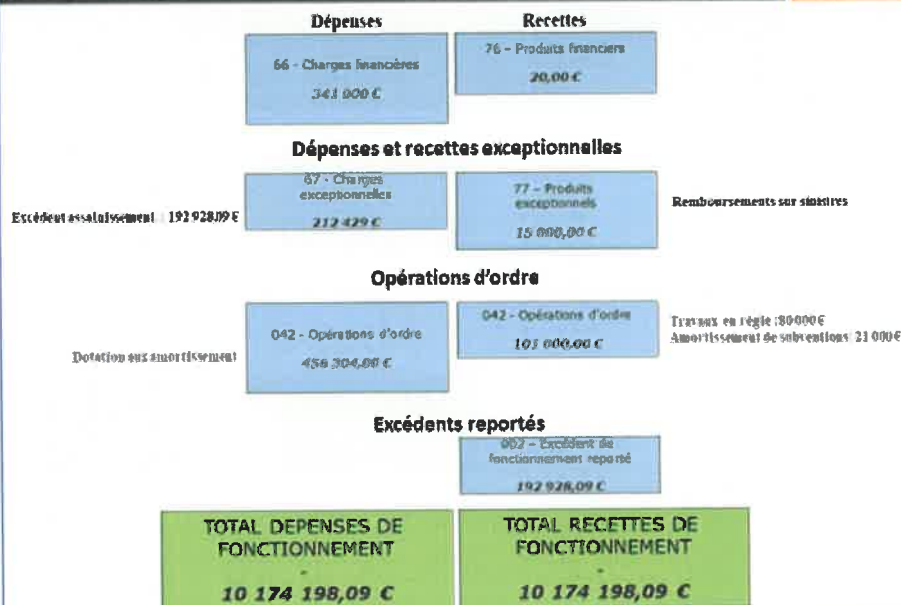 Dépenses
Recettes
66 - Charges financières
341 000 €
76 – Produits financiers
20,00 €
Dépenses et recettes exceptionnelles
Excédent assainissement : 192 928,09 €
67 - Charges
exceptionnelles
212 429 €
77 – Produits
exceptionnels
15 000,00 €
Remboursements sur sinistres
Opérations d'ordre
Dotation aux amortissement
042 - Opérations d'ordre
456 304,00 €
042 - Opérations d'ordre
101 000,00 €
Travaux en régie :80 000 €
Amortissement de subventions: 21 000 €
Excédents reportés
002 – Excédent de
fonctionnement reporté
192 928,09 €
TOTAL DEPENSES DE
FONCTIONNEMENT
-
10 174 198,09 €
TOTAL RECETTES DE
FONCTIONNEMENT
-
10 174 198,09 €